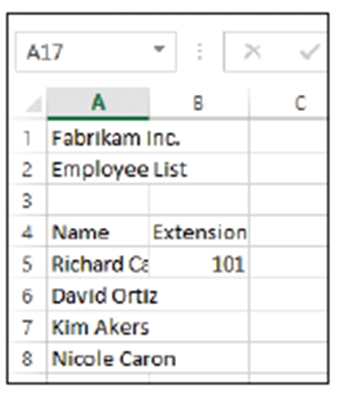 A17
A B C
1 Fabrikam Inc.
2 Employee List
3
4 Name Extension
5 Richard Ca 101
6 David Ortiz
7 Kim Akers
8 Nicole Caron